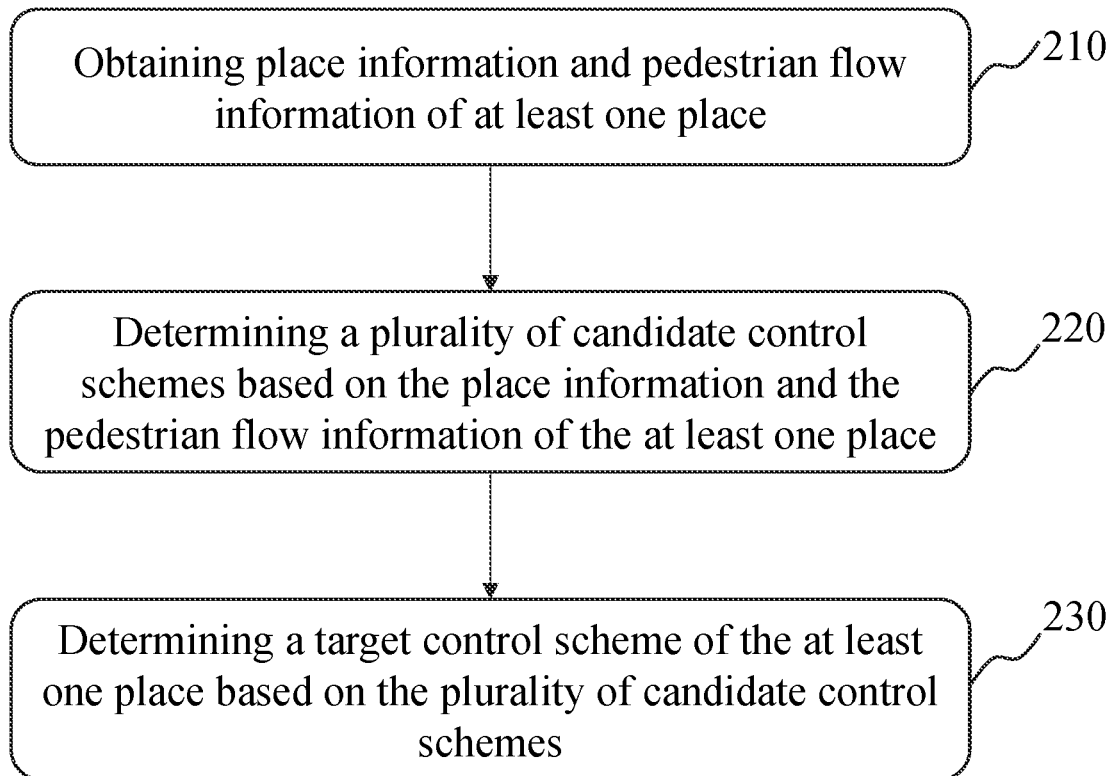 Obtaining place information and pedestrian flow
information of at least one place
210
Determining a plurality of candidate control
schemes based on the place information and the
pedestrian flow information of the at least one place
220
Determining a target control scheme of the at least
one place based on the plurality of candidate control
schemes
230